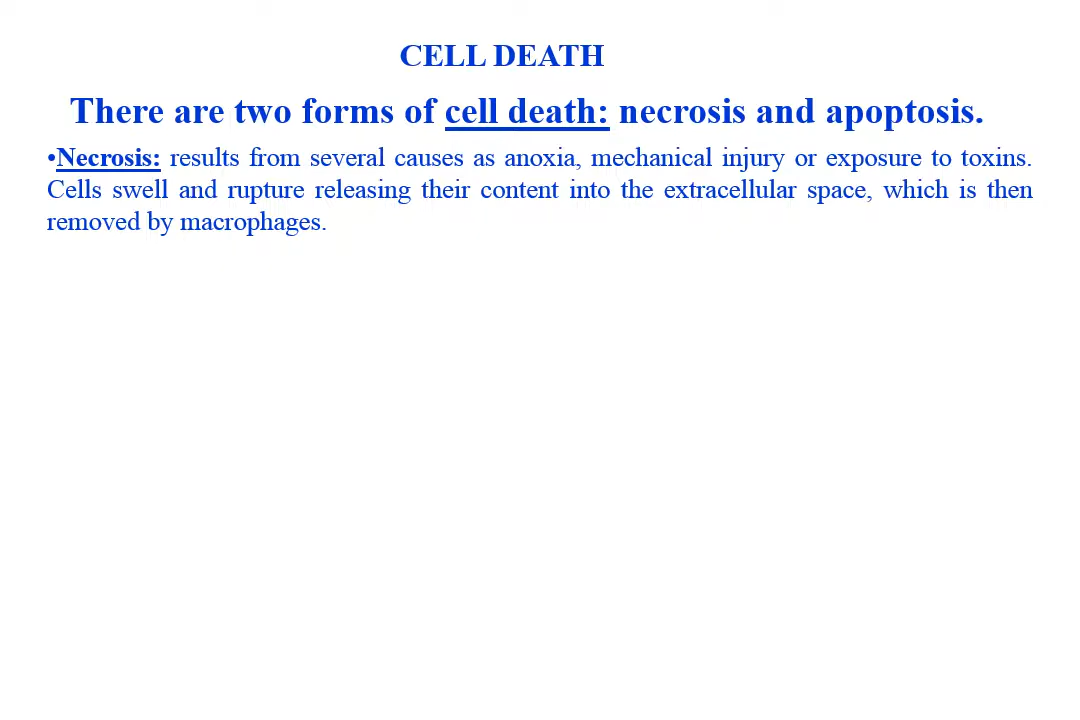 CELL DEATH
There are two forms of cell death: necrosis and apoptosis.
•Necrosis: results from several causes as anoxia, mechanical injury or exposure to toxins.
Cells swell and rupture releasing their content into the extracellular space, which is then
removed by macrophages.